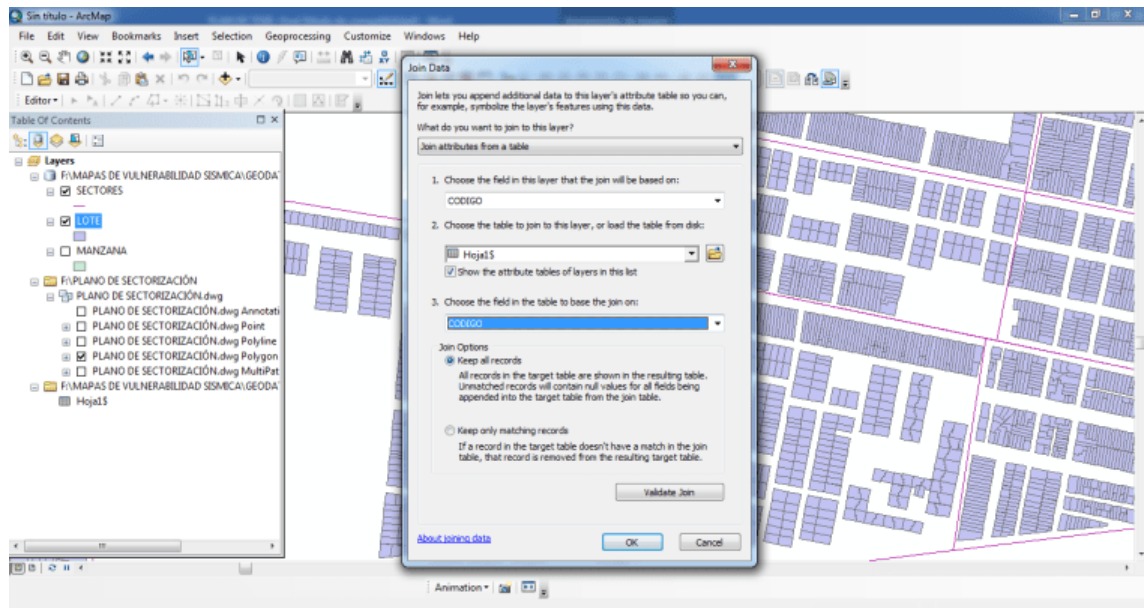 Sin título - ArcMap
File Edit View Bookmarks Insert Selection Geoprocessing Customize Windows Help
Editor
Table Of Contents
Layers
F:\MAPAS DE VULNERABILIDAD SISMICA\GEODA
SECTORES
LOTE
MANZANA
F:\PLANO DE SECTORIZACIÓN
PLANO DE SECTORIZACIÓN.dwg
PLANO DE SECTORIZACIÓN.dwg Annotati
PLANO DE SECTORIZACIÓN.dwg Point
PLANO DE SECTORIZACIÓN.dwg Polyline
PLANO DE SECTORIZACIÓN.dwg Polygon
PLANO DE SECTORIZACIÓN.dwg MultiPat
F:\MAPAS DE VULNERABILIDAD SISMICA\GEODA
Hoja1$
Join Data
Join lets you append additional data to this layer's attribute table so you can,
for example, symbolize the layer's features using this data.
What do you want to join to this layer?
Join attributes from a table
1. Choose the field in this layer that the join will be based on:
CODIGO
2. Choose the table to join to this layer, or load the table from disk:
Hoja1$
Show the attribute tables of layers in this list
3. Choose the field in the table to base the join on:
CODIGO
Join Options
Keep all records
All records in the target table are shown in the resulting table.
Unmatched records will contain null values for all fields being
appended into the target table from the join table.
Keep only matching records
If a record in the target table doesn't have a match in the join
table, that record is removed from the resulting target table.
Validate Join
About joining data
OK Cancel
Animation